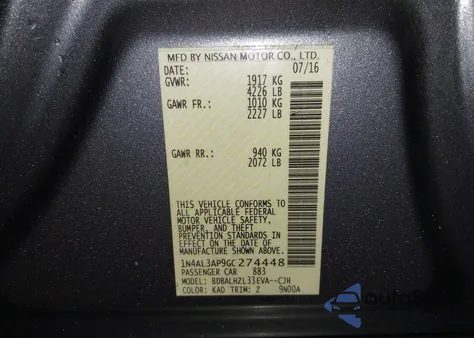 MFD BY NISSAN MOTOR CO., LTD.
DATE: 07/16
GVWR: 1917 KG
4226 LB
GAWR FR.: 1010 KG
2227 LB
GAWR RR.: 940 KG
2072 LB
THIS VEHICLE CONFORMS TO
ALL APPLICABLE FEDERAL
MOTOR VEHICLE SAFETY,
BUMPER, AND THEFT
PREVENTION STANDARDS
IN EFFECT ON THE DATE OF
MANUFACTURE SHOWN ABOVE.
1N4AL3AP9GC274448
PASSENGER CAR 883
MODEL: BDBALHZL33EVA--CJH
COLOR: KAD TRIM: Z 9N00A